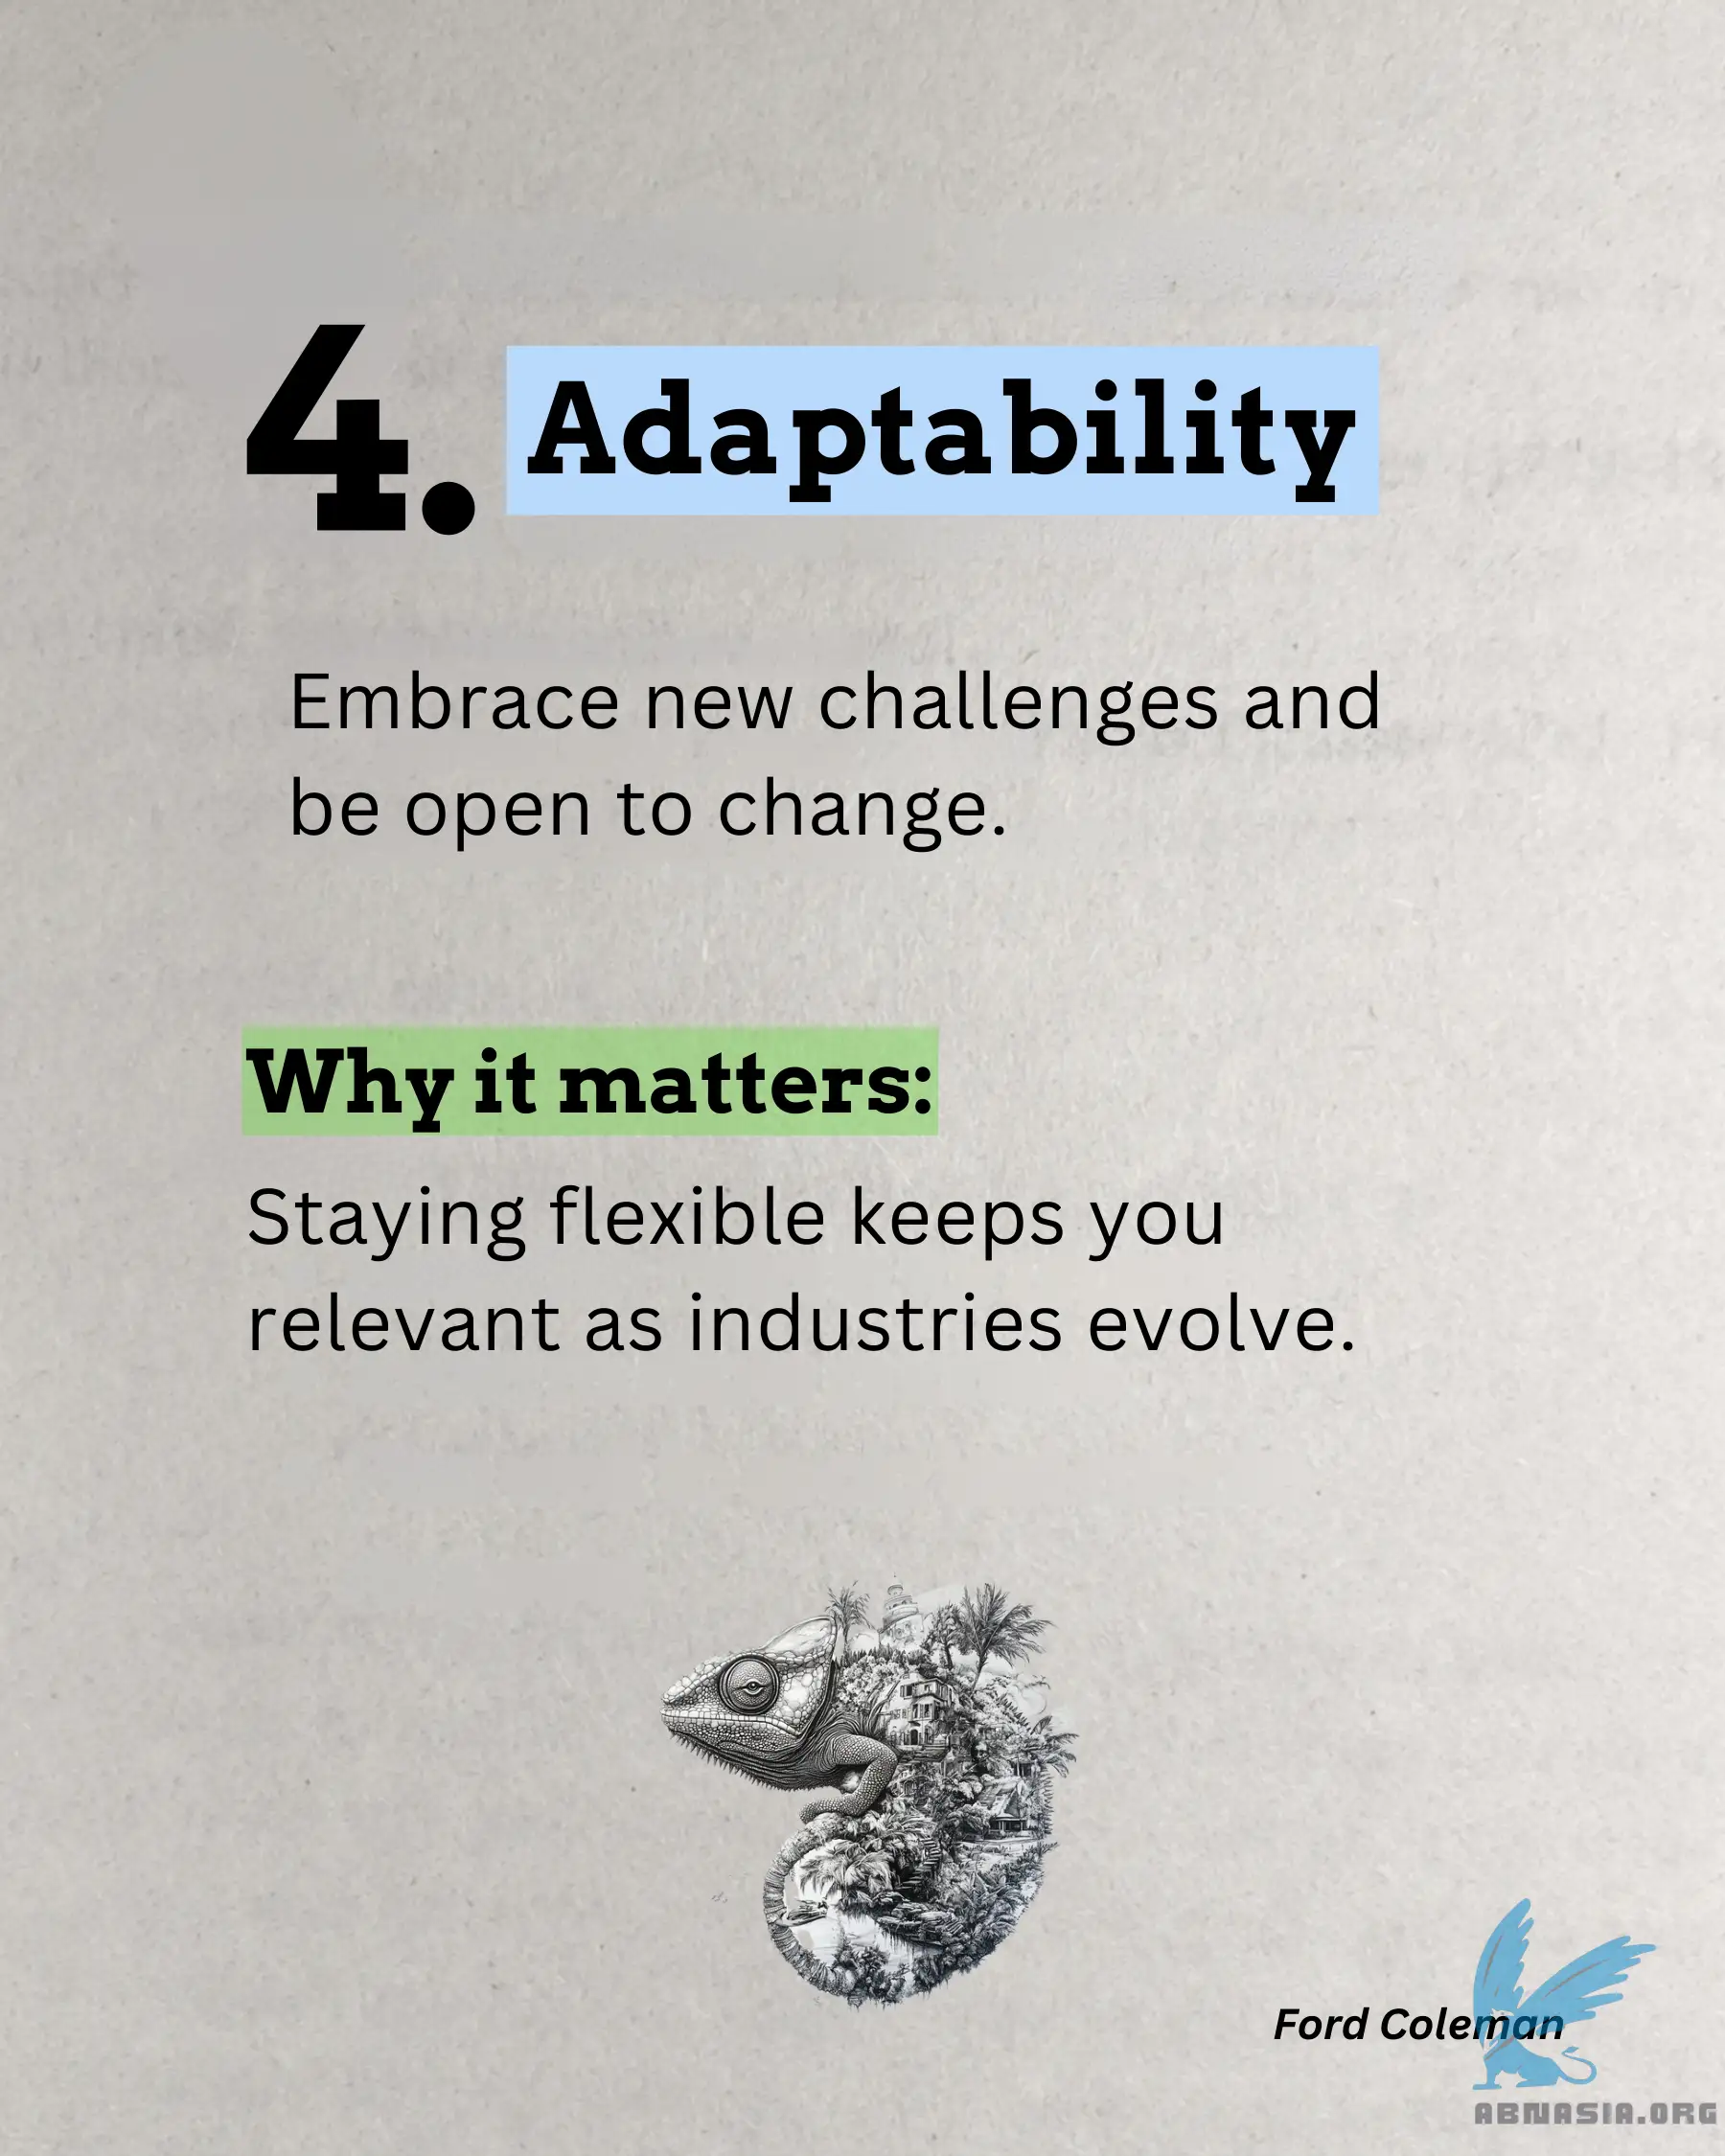 4. Adaptability
Embrace new challenges and
be open to change.
Why it matters:
Staying flexible keeps you
relevant as industries evolve.
Ford Coleman
ABNASIA.ORG